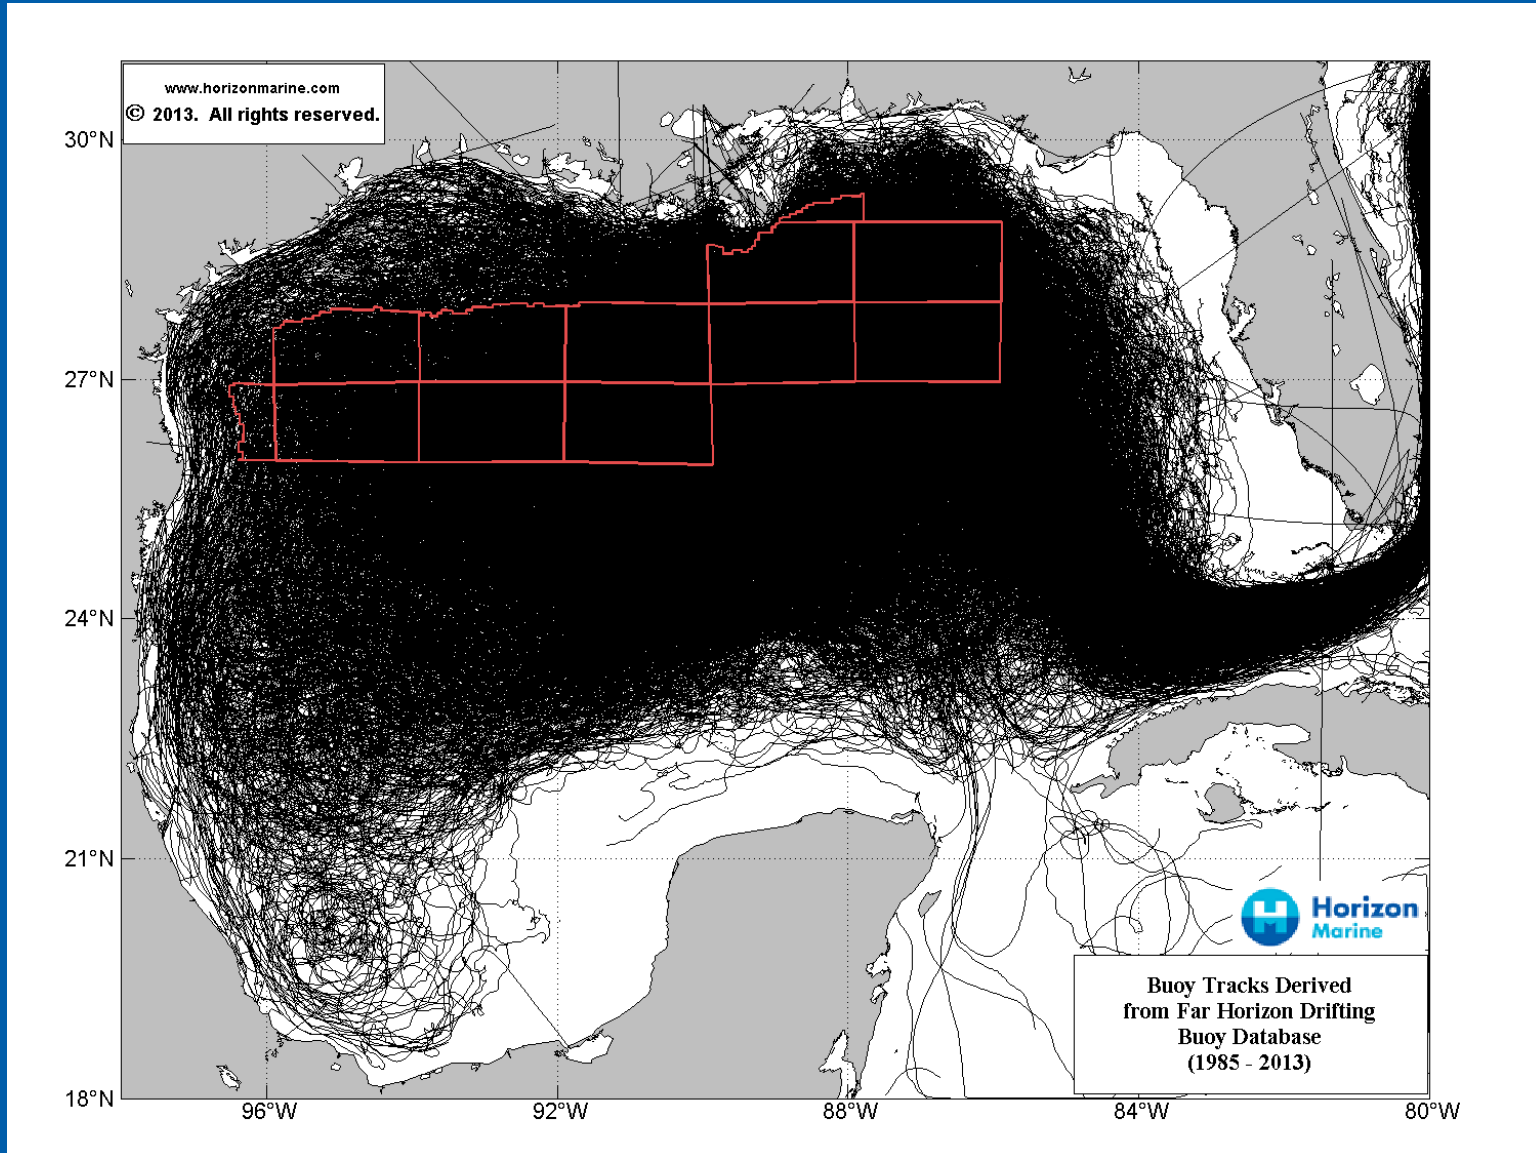 www.horizonmarine.com
© 2013. All rights reserved.
30°N
27°N
24°N
21°N
18°N
96°W
92°W
88°W
84°W
80°W
Horizon
Marine
Buoy Tracks Derived
from Far Horizon Drifting
Buoy Database
(1985 - 2013)